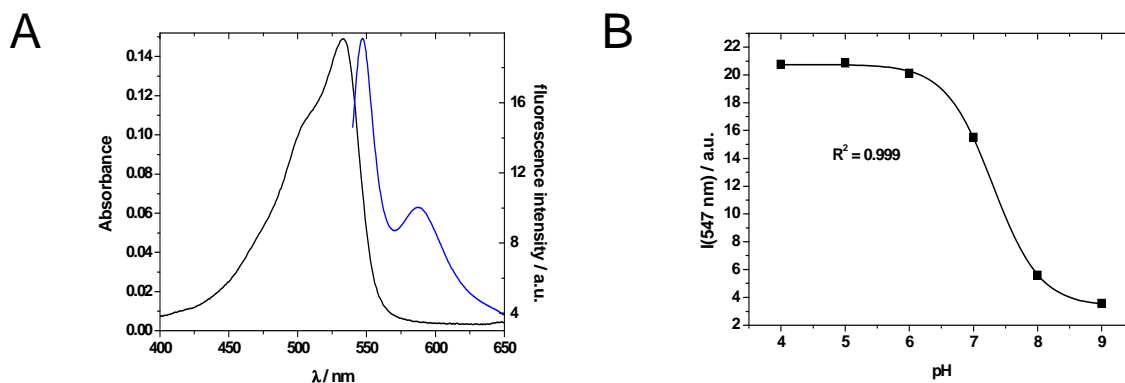 A
0.14
0.12
0.10
0.08
0.06
0.04
0.02
0.00
Absorbance
400 450 500 550 600 650
λ / nm
16
12
8
4
fluorescence intensity / a.u.
B
22
20
18
16
14
12
10
8
6
4
2
I(547 nm) / a.u.
R² = 0.999
4 5 6 7 8 9
pH